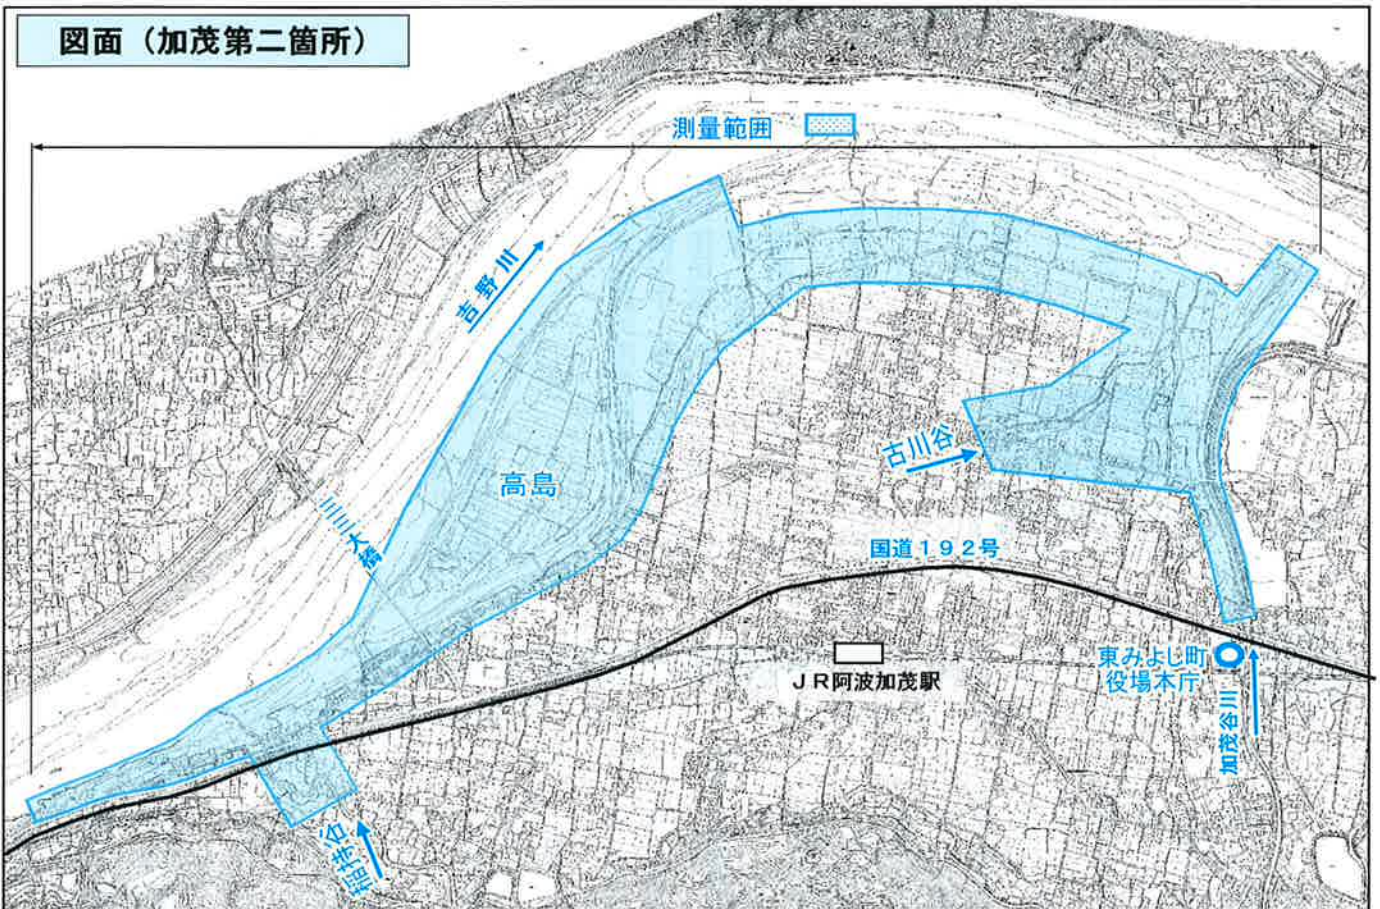 図面（加茂第二箇所）
測量範囲
吉野川
高島
古川谷
三三大橋
国道１９２号
ＪＲ阿波加茂駅
東みよし町
役場本庁
加茂谷川
稲持谷